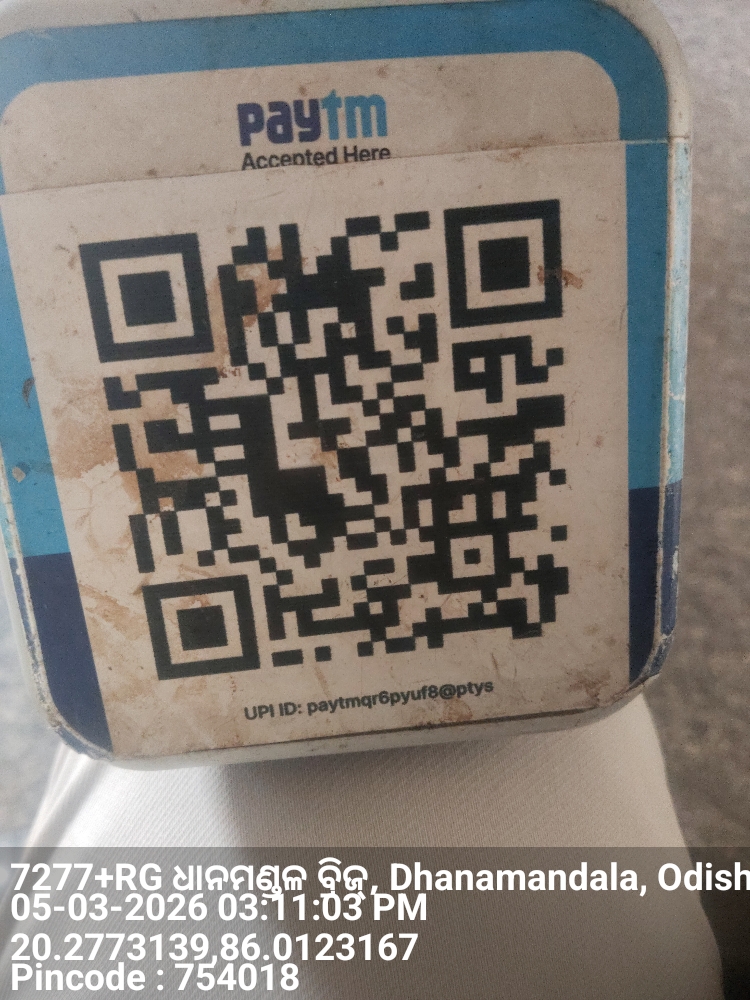 paytm
Accepted Here
UPI ID: paytmqr6pyuf8@ptys
7277+RG ଧାନମଣ୍ଡଳ ବ୍ରିଜ୍, Dhanamandala, Odish
05-03-2026 03:11:03 PM
20.2773139,86.0123167
Pincode : 754018